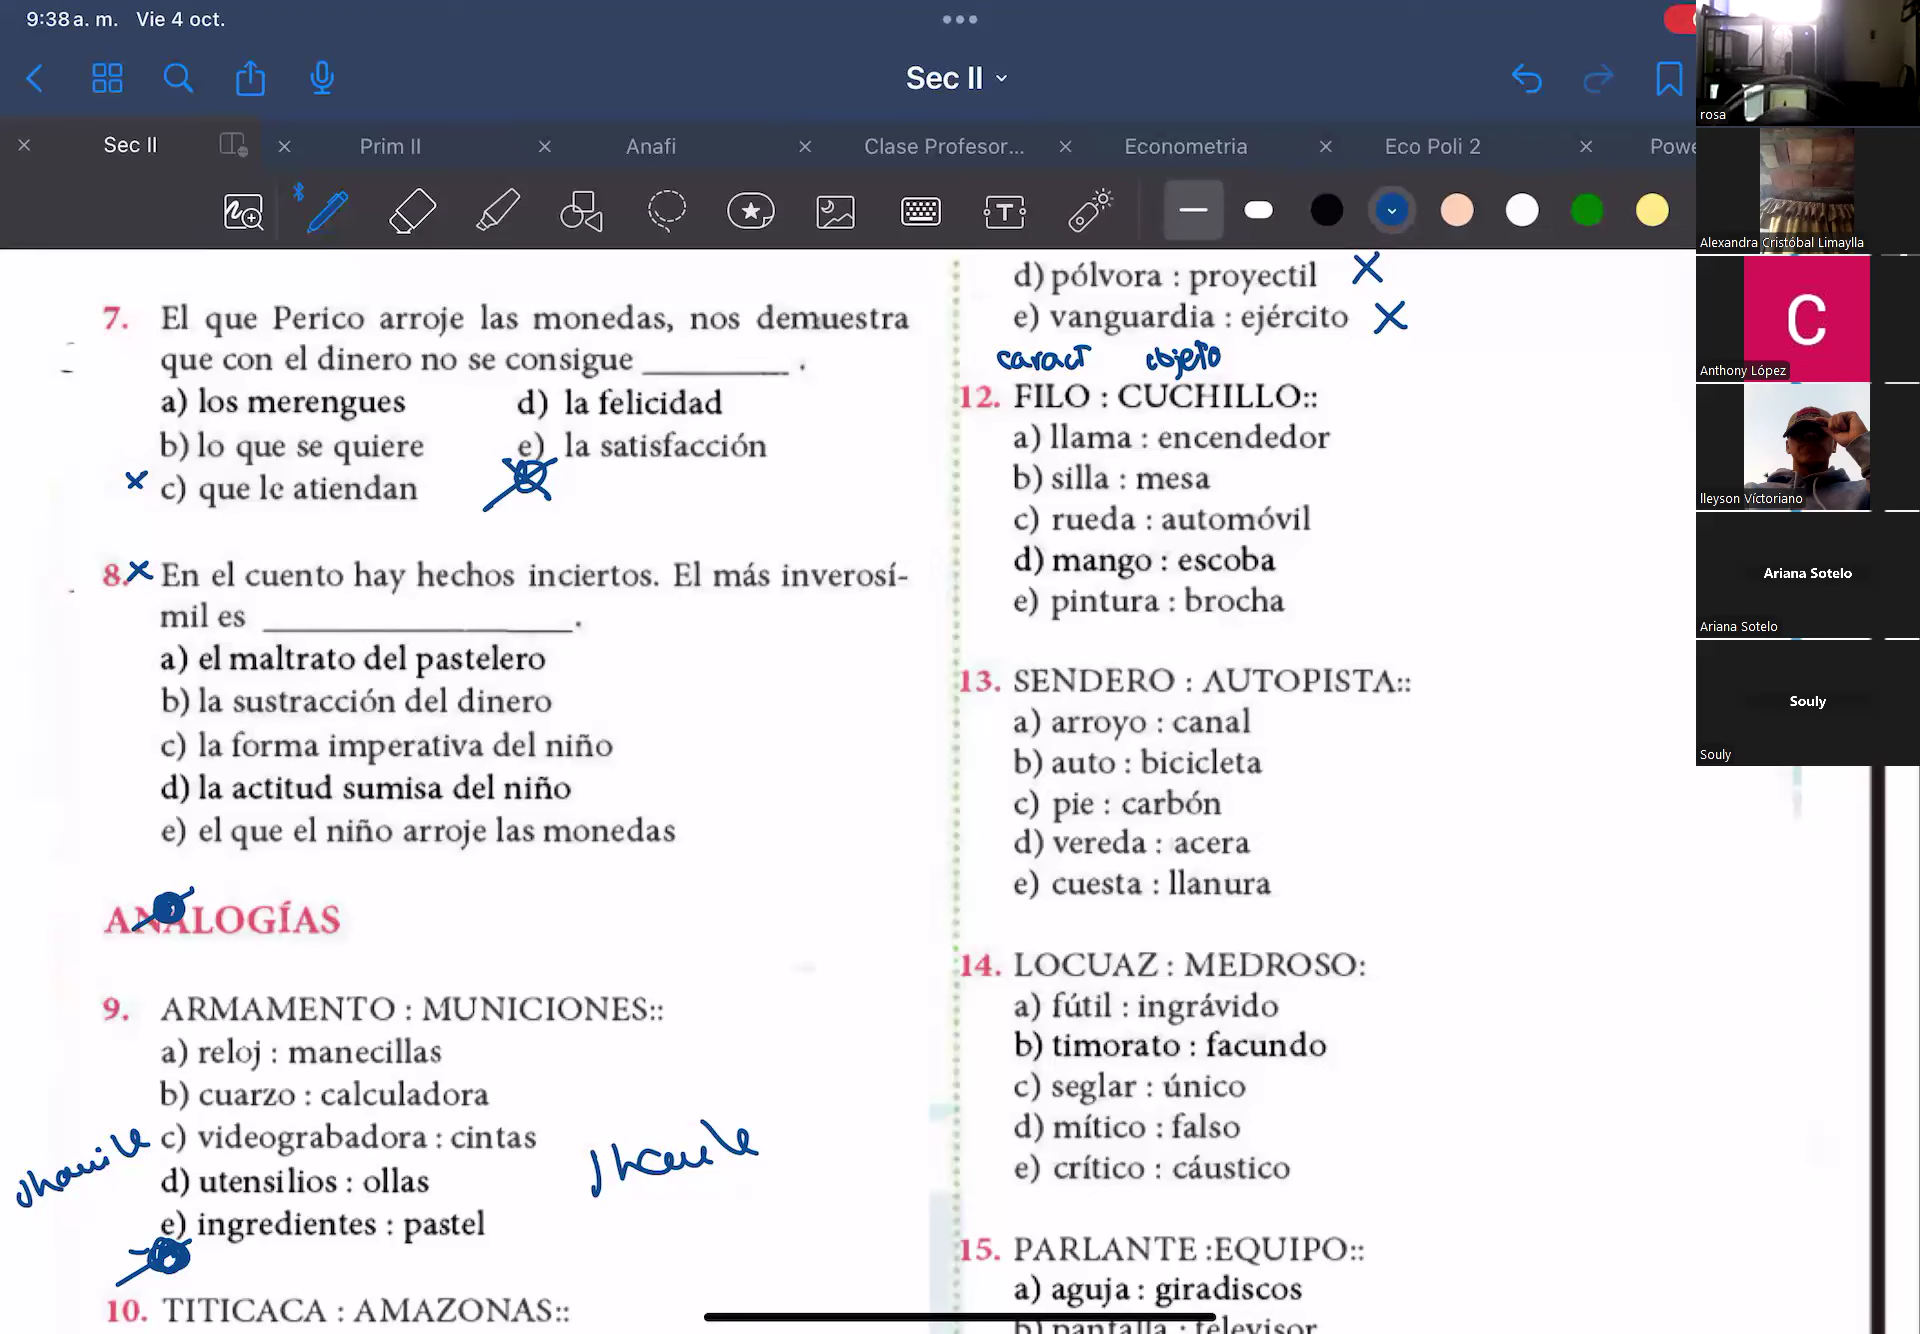 9:38 a. m. Vie 4 oct.
Sec II
Sec II
Prim II
Anafi
Clase Profesor...
Econometria
Eco Poli 2
Powe
7. El que Perico arroje las monedas, nos demuestra
que con el dinero no se consigue ________ .
a) los merengues
d) la felicidad
b) lo que se quiere
e) la satisfacción
c) que le atiendan
8. En el cuento hay hechos inciertos. El más inverosí-
mil es ________________.
a) el maltrato del pastelero
b) la sustracción del dinero
c) la forma imperativa del niño
d) la actitud sumisa del niño
e) el que el niño arroje las monedas
ANALOGÍAS
9. ARMAMENTO : MUNICIONES::
a) reloj : manecillas
b) cuarzo : calculadora
c) videograbadora : cintas
d) utensilios : ollas
e) ingredientes : pastel
10. TITICACA : AMAZONAS::
d) pólvora : proyectil
e) vanguardia : ejército
caract objeto
12. FILO : CUCHILLO::
a) llama : encendedor
b) silla : mesa
c) rueda : automóvil
d) mango : escoba
e) pintura : brocha
13. SENDERO : AUTOPISTA::
a) arroyo : canal
b) auto : bicicleta
c) pie : carbón
d) vereda : acera
e) cuesta : llanura
14. LOCUAZ : MEDROSO:
a) fútil : ingrávido
b) timorato : facundo
c) seglar : único
d) mítico : falso
e) crítico : cáustico
15. PARLANTE :EQUIPO::
a) aguja : giradiscos
b) pantalla : televisor
rosa
Alexandra Cristóbal Limaylla
C
Anthony López
lleyson Víctoriano
Ariana Sotelo
Ariana Sotelo
Souly
Souly